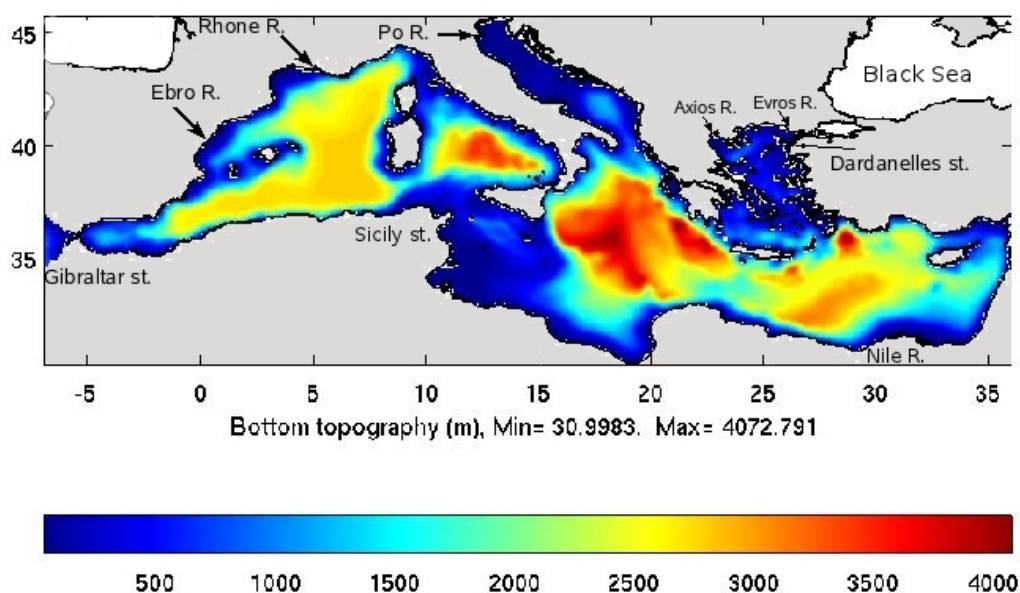 45
40
35
Rhone R.
Po R.
Black Sea
Ebro R.
Axios R.
Evros R.
Dardanelles st.
Sicily st.
Gibraltar st.
Nile R.
-5 0 5 10 15 20 25 30 35
Bottom topography (m), Min= 30.9983. Max= 4072.791
500 1000 1500 2000 2500 3000 3500 4000